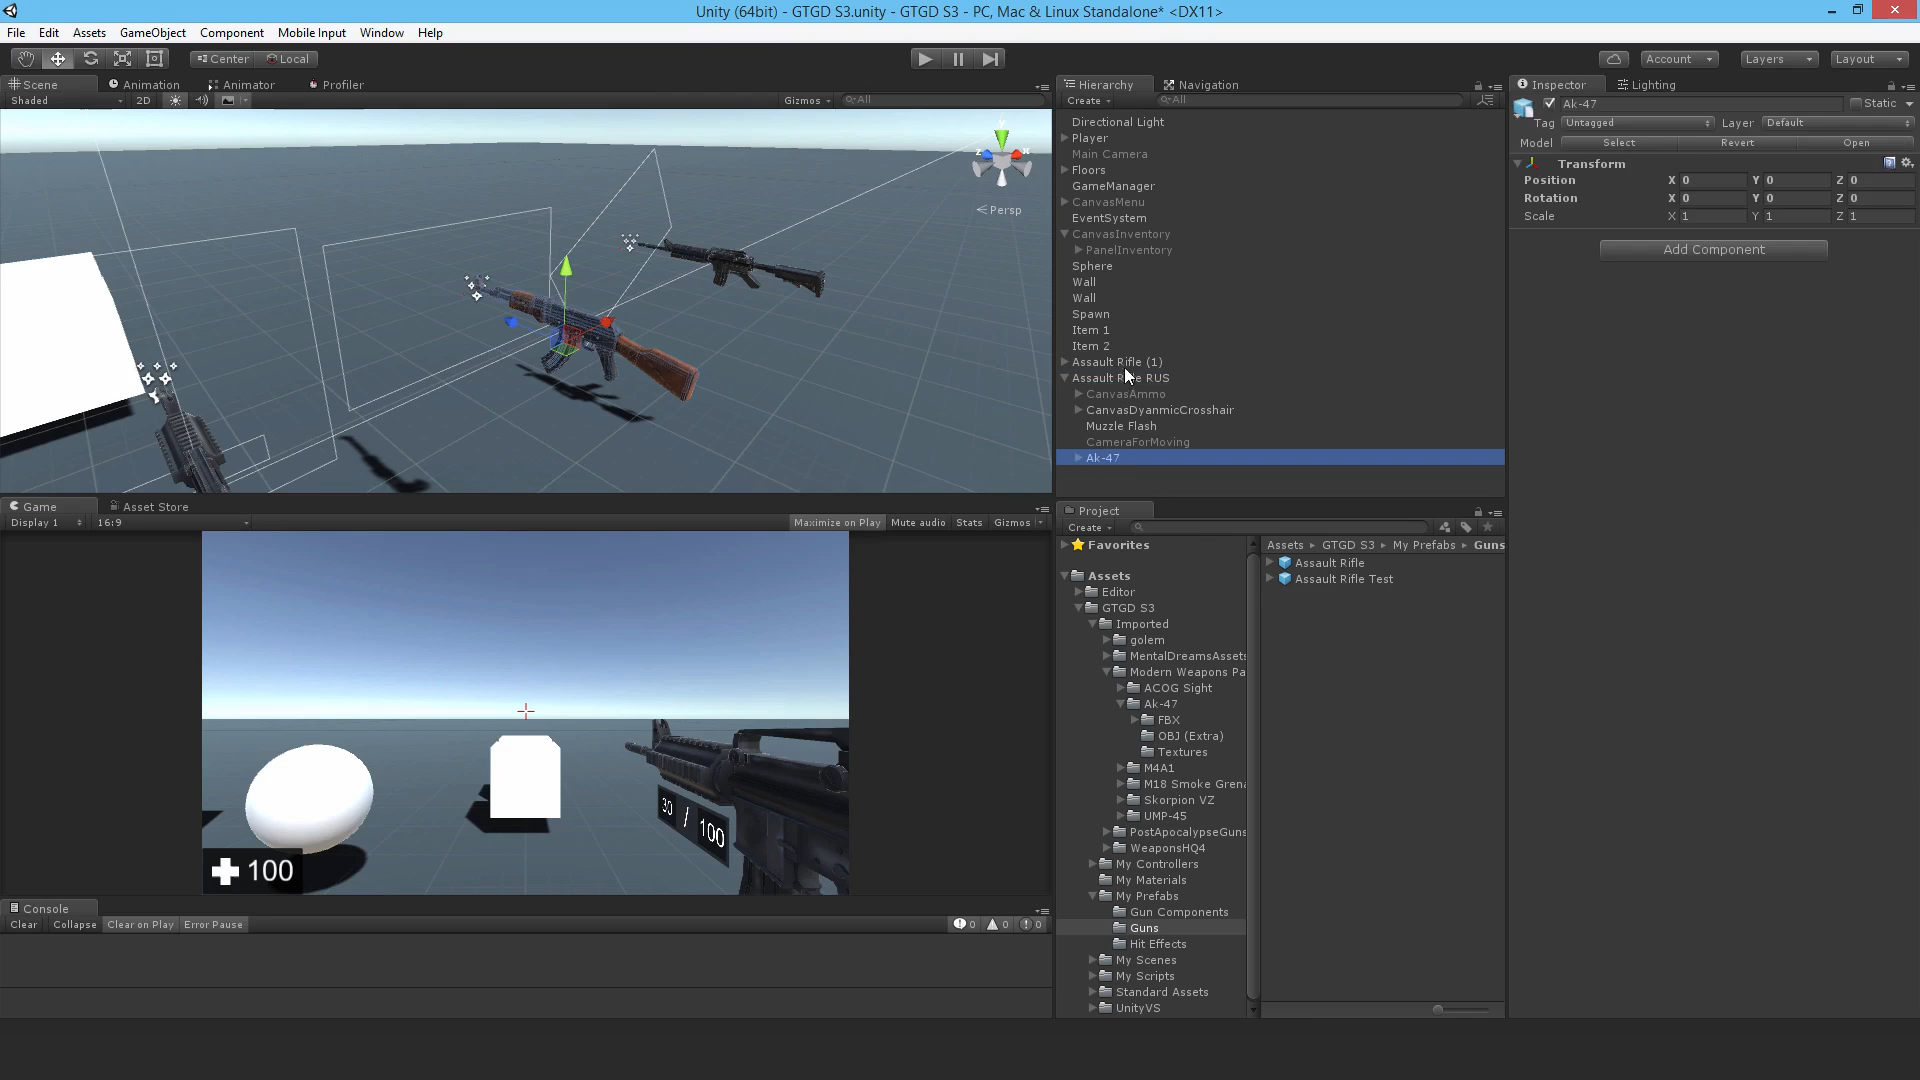 Unity (64bit) - GTGD S3.unity - GTGD S3 - PC, Mac & Linux Standalone* <DX11>
File Edit Assets GameObject Component Mobile Input Window Help
Center Local Account Layers Layout
Scene Animation Animator Profiler
Shaded 2D Gizmos All
y
z x
Persp
Hierarchy Navigation
Create All
Directional Light
Player
Main Camera
Floors
GameManager
CanvasMenu
EventSystem
CanvasInventory
PanelInventory
Sphere
Wall
Wall
Spawn
Item 1
Item 2
Assault Rifle (1)
CanvasAmmo
CanvasDyanmicCrosshair
Muzzle Flash
CameraForMoving
Ak-47
Inspector Lighting
Ak-47 Static
Tag Untagged Layer Default
Model Select Revert Open
Transform
Position X 0 Y 0 Z 0
Rotation X 0 Y 0 Z 0
Scale X 1 Y 1 Z 1
Add Component
Game Asset Store
Display 1 16:9 Maximize on Play Mute audio Stats Gizmos
30 / 100
100
Project
Create
Favorites
Assets
Editor
GTGD S3
Imported
golem
MentalDreamsAssets
Modern Weapons Pa
ACOG Sight
Ak-47
FBX
OBJ (Extra)
Textures
M4A1
M18 Smoke Grena
Skorpion VZ
UMP-45
PostApocalypseGuns
WeaponsHQ4
My Controllers
My Materials
My Prefabs
Gun Components
Guns
Hit Effects
My Scenes
My Scripts
Standard Assets
UnityVS
Assets GTGD S3 My Prefabs Guns
Assault Rifle
Assault Rifle Test
Console
Clear Collapse Clear on Play Error Pause 0 0 0